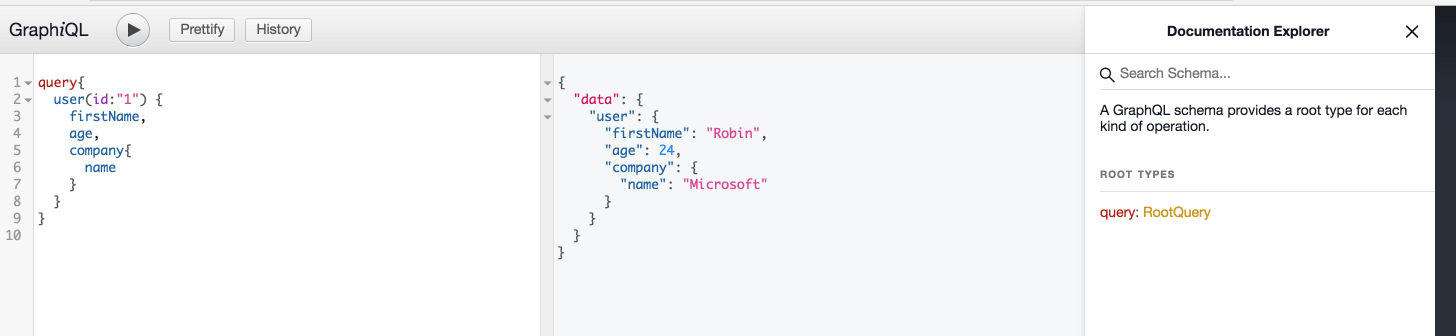 GraphiQL
Prettify
History
1 query{
2   user(id:"1") {
3     firstName,
4     age,
5     company{
6       name
7     }
8   }
9 }
10
{
  "data": {
    "user": {
      "firstName": "Robin",
      "age": 24,
      "company": {
        "name": "Microsoft"
      }
    }
  }
}
Documentation Explorer
Search Schema...
A GraphQL schema provides a root type for each
kind of operation.
ROOT TYPES
query: RootQuery